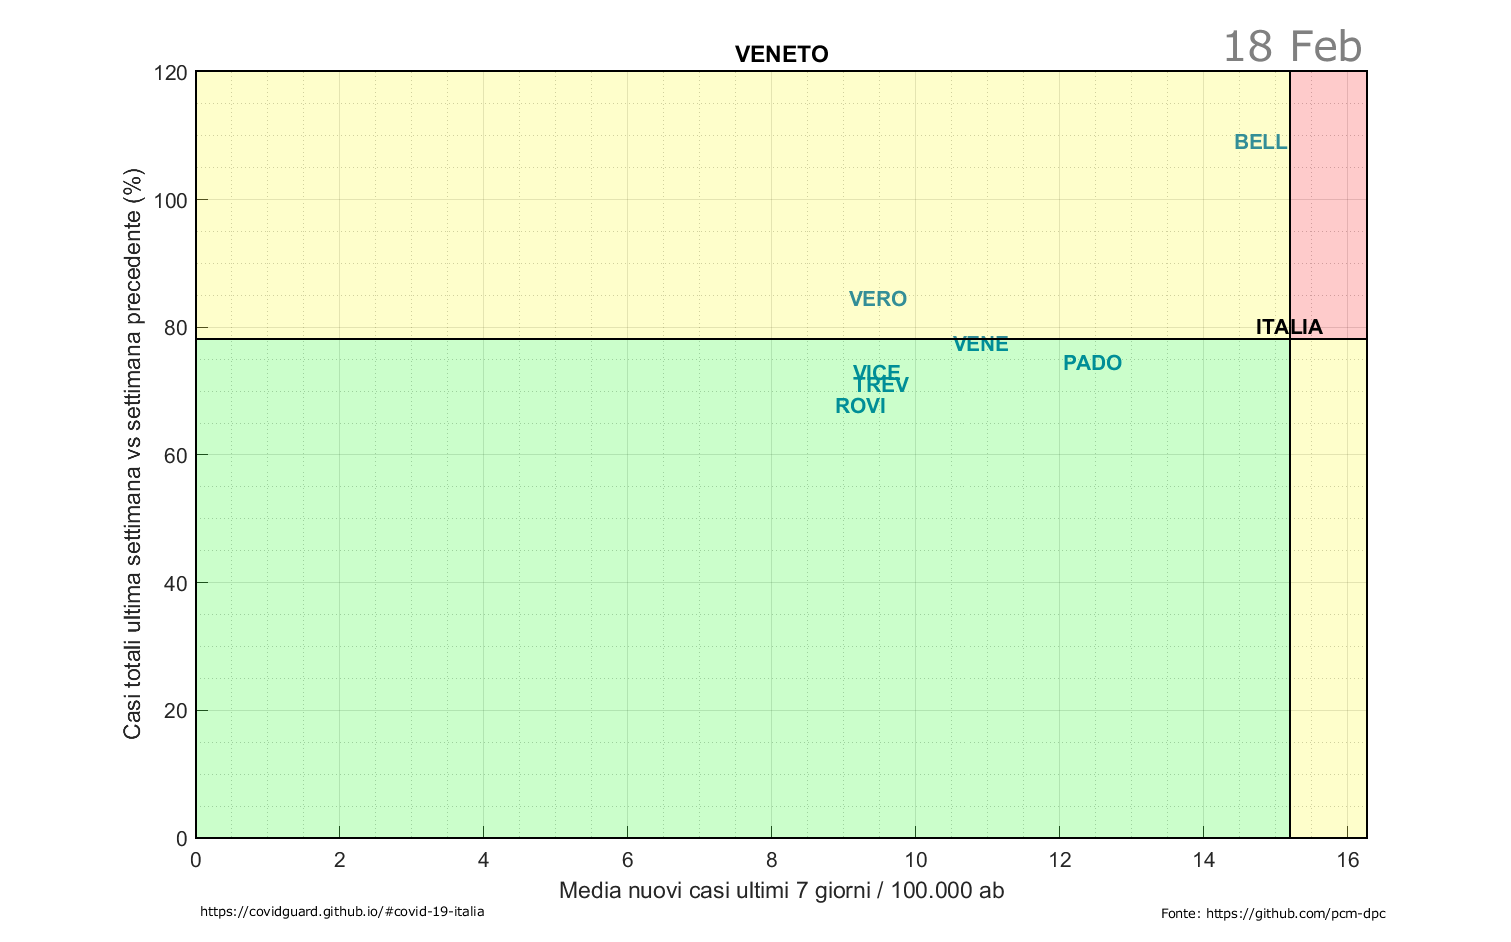 18 Feb
VENETO
Casi totali ultima settimana vs settimana precedente (%)
120
100
80
60
40
20
0
BELL
VERO
ITALIA
VENE
PADO
VICE
TREV
ROVI
0 2 4 6 8 10 12 14 16
Media nuovi casi ultimi 7 giorni / 100.000 ab
https://covidguard.github.io/#covid-19-italia
Fonte: https://github.com/pcm-dpc